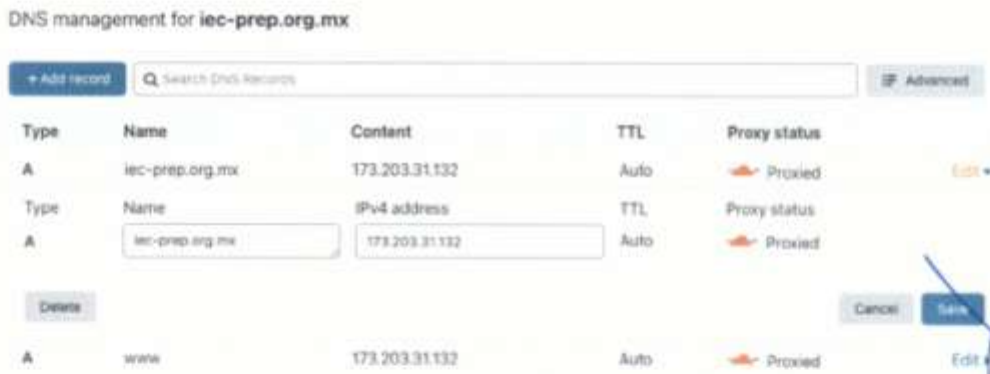 DNS management for iec-prep.org.mx
+ Add record Search DNS Records Advanced
Type Name Content TTL Proxy status
A iec-prep.org.mx 173.203.31.132 Auto Proxied Edit
Type Name IPv4 address TTL Proxy status
A iec-prep.org.mx 173.203.31.132 Auto Proxied
Delete Cancel Save
A www 173.203.31.132 Auto Proxied Edit